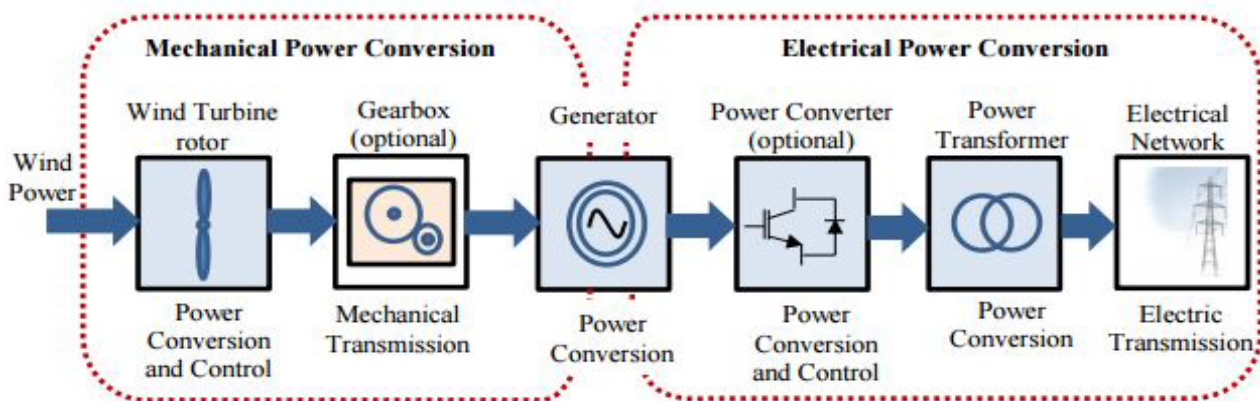 Mechanical Power Conversion
Electrical Power Conversion
Wind
Power
Wind Turbine
rotor
Gearbox
(optional)
Generator
Power Converter
(optional)
Power
Transformer
Electrical
Network
Power
Conversion
and Control
Mechanical
Transmission
Power
Conversion
Power
Conversion
and Control
Power
Conversion
Electric
Transmission